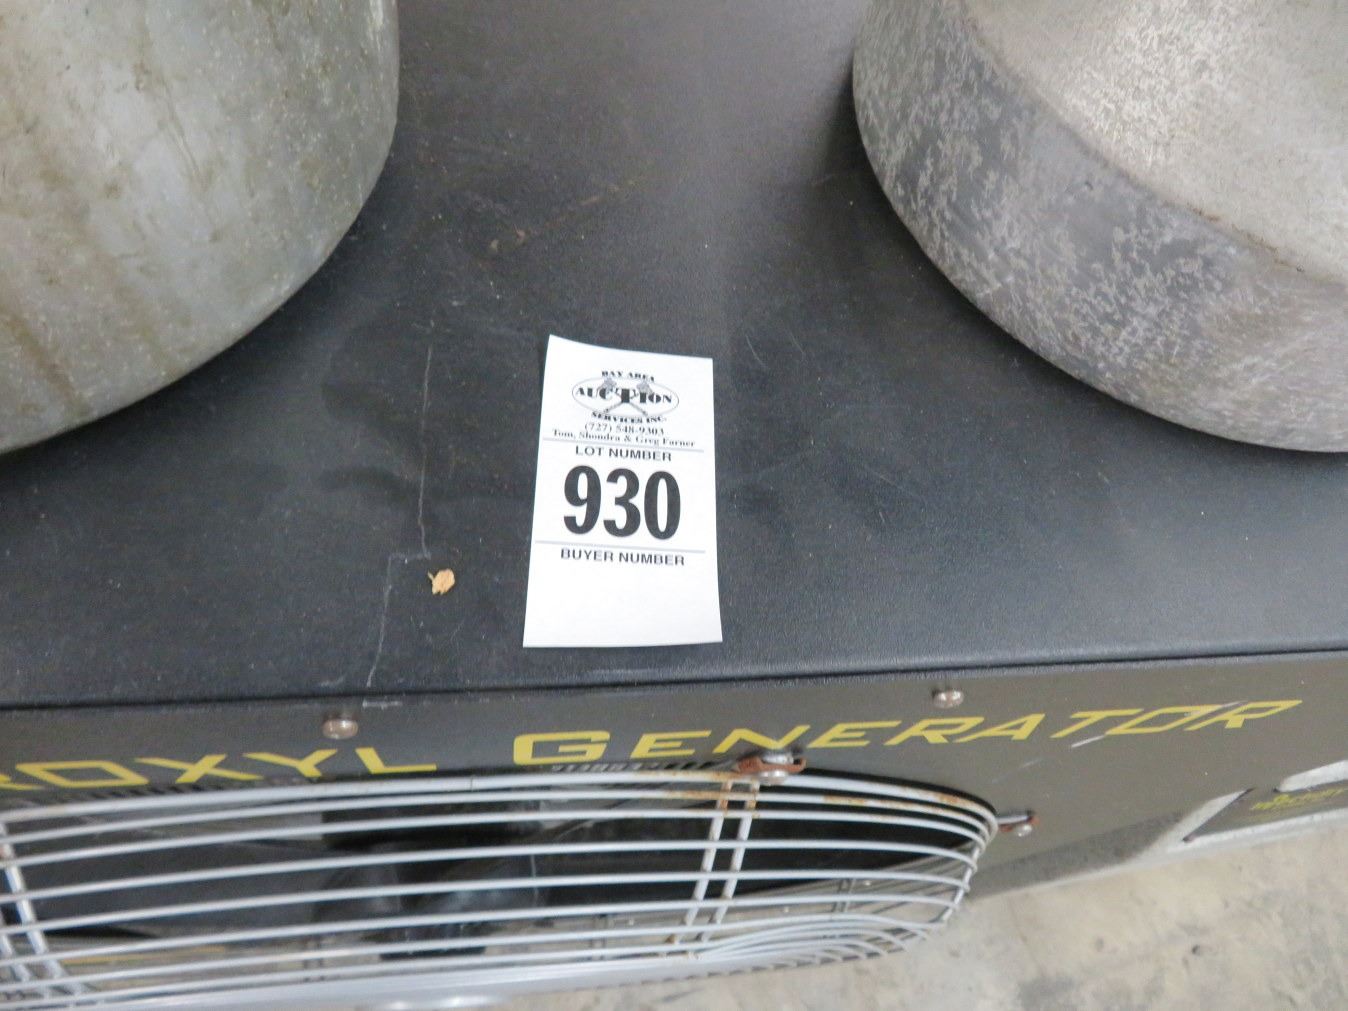 BAY AREA
AUCTION
SERVICES INC.
(727) 548-9303
Tom, Shondra & Greg Farner
LOT NUMBER
930
BUYER NUMBER
ROXYL GENERATOR